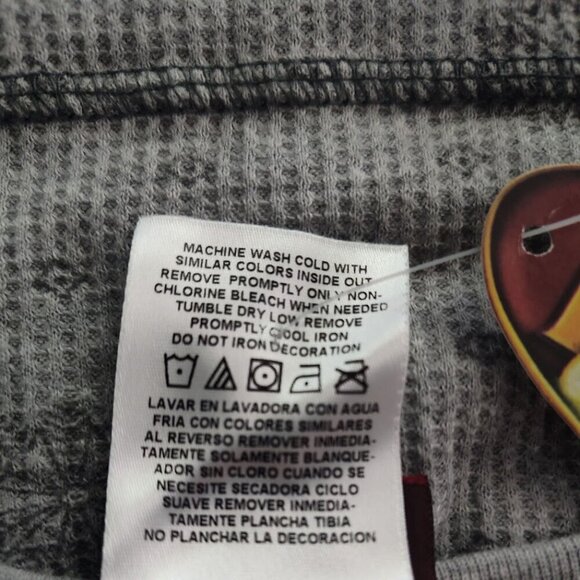 MACHINE WASH COLD WITH
SIMILAR COLORS INSIDE OUT
REMOVE PROMPTLY ONLY NON-
CHLORINE BLEACH WHEN NEEDED
TUMBLE DRY LOW REMOVE
PROMPTLY COOL IRON
DO NOT IRON DECORATION
LAVAR EN LAVADORA CON AGUA
FRIA CON COLORES SIMILARES
AL REVERSO REMOVER INMEDIA-
TAMENTE SOLAMENTE BLANQUE-
ADOR SIN CLORO CUANDO SE
NECESITE SECADORA CICLO
SUAVE REMOVER INMEDIA-
TAMENTE PLANCHA TIBIA
NO PLANCHAR LA DECORACION